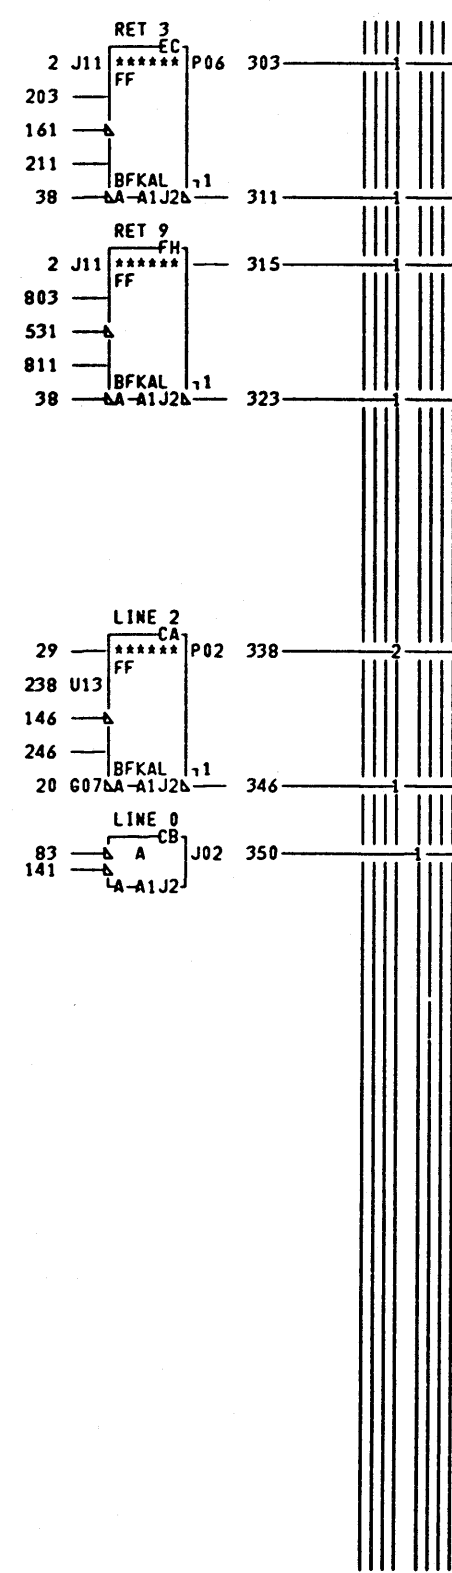 RET 3
EC
2 J11 ****** P06 303 1
FF
203
161
211
BFKAL ┐1
38 A A1J2 311 1
RET 9
FH
2 J11 ****** 315 1
FF
803
531
811
BFKAL ┐1
38 A A1J2 323 1
LINE 2
CA
29 ****** P02 338 2
FF
238 U13
146
246
BFKAL ┐1
20 G07 A A1J2 346 1
LINE 0
CB
83 A J02 350 1
141
A A1J2